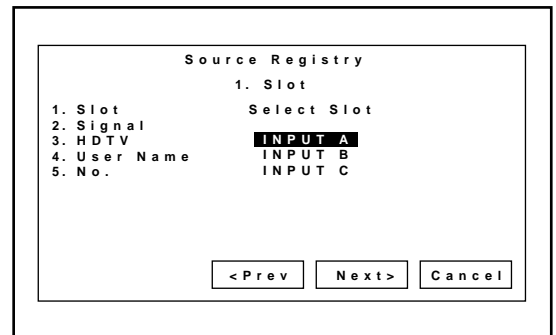 Source Registry
1. Slot
1. Slot
2. Signal
3. HDTV
4. User Name
5. No.
Select Slot
INPUT A
INPUT B
INPUT C
<Prev
Next>
Cancel